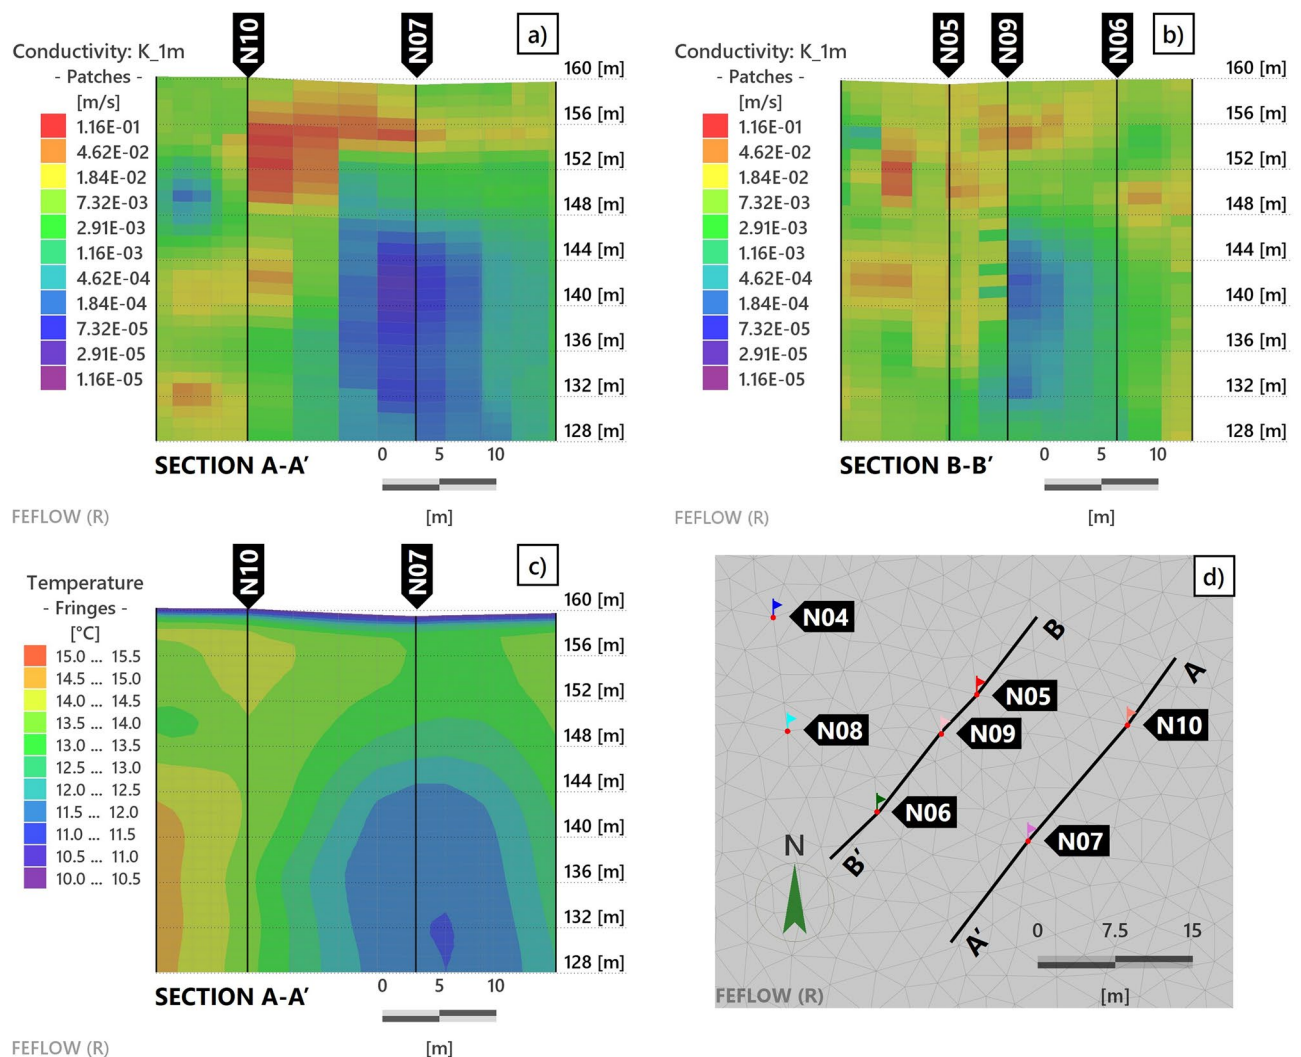 N10
N07
a)
Conductivity: K_1m
- Patches -
[m/s]
1.16E-01
4.62E-02
1.84E-02
7.32E-03
2.91E-03
1.16E-03
4.62E-04
1.84E-04
7.32E-05
2.91E-05
1.16E-05
160 [m]
156 [m]
152 [m]
148 [m]
144 [m]
140 [m]
136 [m]
132 [m]
128 [m]
SECTION A-A′
0 5 10
[m]
FEFLOW (R)
N05
N09
N06
b)
Conductivity: K_1m
- Patches -
[m/s]
1.16E-01
4.62E-02
1.84E-02
7.32E-03
2.91E-03
1.16E-03
4.62E-04
1.84E-04
7.32E-05
2.91E-05
1.16E-05
160 [m]
156 [m]
152 [m]
148 [m]
144 [m]
140 [m]
136 [m]
132 [m]
128 [m]
SECTION B-B′
0 5 10
[m]
FEFLOW (R)
N10
N07
c)
Temperature
- Fringes -
[°C]
15.0 ... 15.5
14.5 ... 15.0
14.0 ... 14.5
13.5 ... 14.0
13.0 ... 13.5
12.5 ... 13.0
12.0 ... 12.5
11.5 ... 12.0
11.0 ... 11.5
10.5 ... 11.0
10.0 ... 10.5
160 [m]
156 [m]
152 [m]
148 [m]
144 [m]
140 [m]
136 [m]
132 [m]
128 [m]
SECTION A-A′
0 5 10
[m]
FEFLOW (R)
d)
N04
B
A
N05
N08
N09
N10
N06
N07
B′
N
A′
0 7.5 15
[m]
FEFLOW (R)